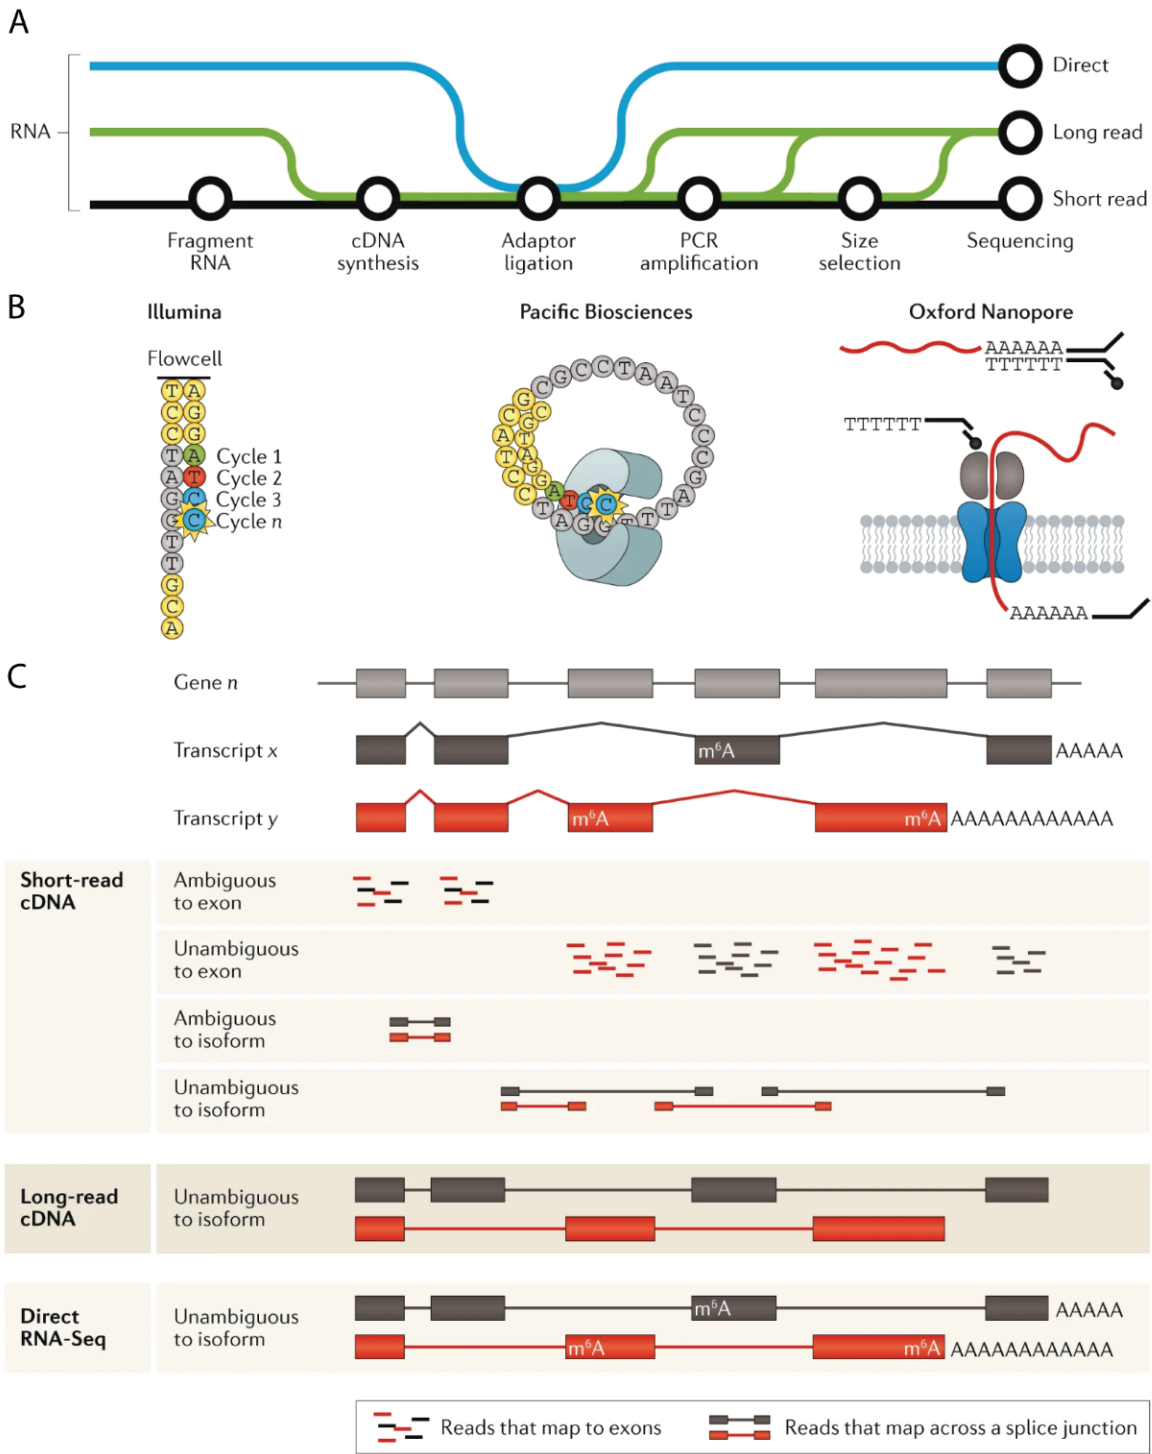 A
RNA
Direct
Long read
Short read
Fragment
RNA
cDNA
synthesis
Adaptor
ligation
PCR
amplification
Size
selection
Sequencing
B
Illumina
Pacific Biosciences
Oxford Nanopore
Flowcell
T A
C G
C G
T A
A T
G C
G C
T
T
G
C
A
Cycle 1
Cycle 2
Cycle 3
Cycle n
C G C C T A A T C C C G A T T T G G A T C C T A C G
C G T A G G A T C C
AAAAAA
TTTTTT
TTTTTT
AAAAAA
C
Gene n
Transcript x
m⁶A
AAAAA
Transcript y
m⁶A
m⁶A
AAAAAAAAAAAA
Short-read
cDNA
Ambiguous
to exon
Unambiguous
to exon
Ambiguous
to isoform
Unambiguous
to isoform
Long-read
cDNA
Unambiguous
to isoform
Direct
RNA-Seq
Unambiguous
to isoform
m⁶A
AAAAA
m⁶A
m⁶A
AAAAAAAAAAAA
Reads that map to exons
Reads that map across a splice junction